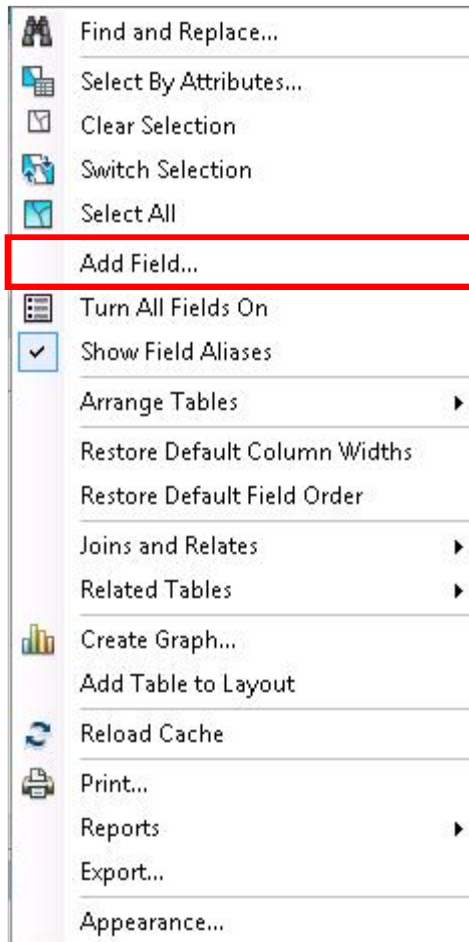 Find and Replace...
Select By Attributes...
Clear Selection
Switch Selection
Select All
Add Field...
Turn All Fields On
Show Field Aliases
Arrange Tables
Restore Default Column Widths
Restore Default Field Order
Joins and Relates
Related Tables
Create Graph...
Add Table to Layout
Reload Cache
Print...
Reports
Export...
Appearance...